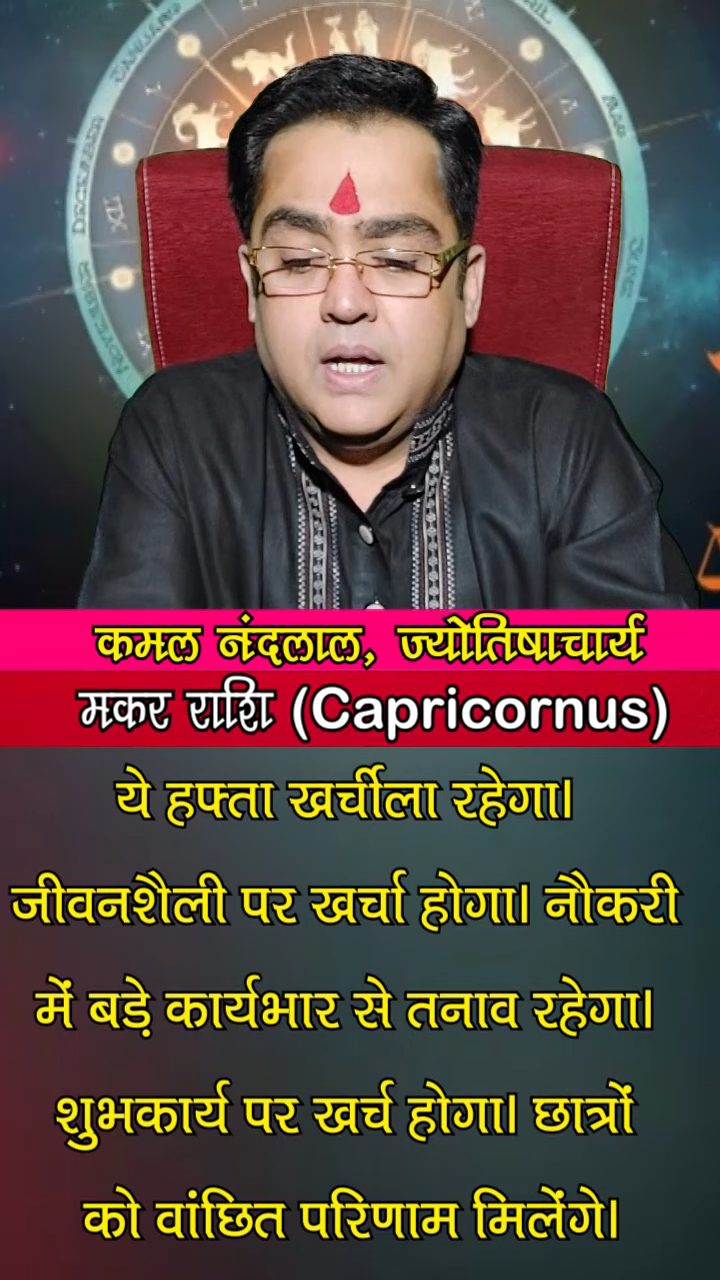 कमल नंदलाल, ज्योतिषाचार्य
मकर राशि (Capricornus)
ये हफ्ता खर्चीला रहेगा।
जीवनशैली पर खर्चा होगा। नौकरी
में बड़े कार्यभार से तनाव रहेगा।
शुभकार्य पर खर्च होगा। छात्रों
को वांछित परिणाम मिलेंगे।